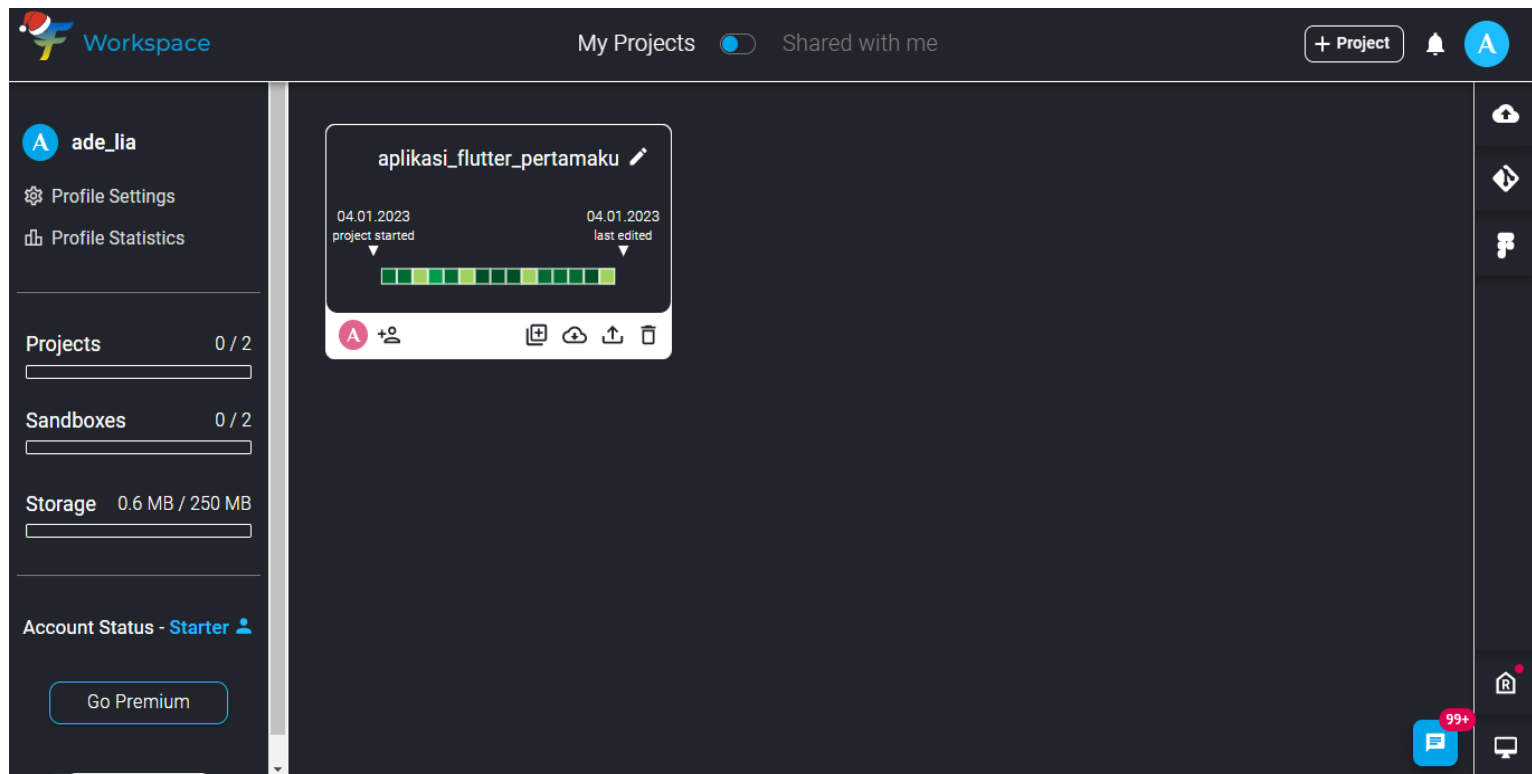 Workspace
My Projects Shared with me
+ Project
A
A ade_lia
Profile Settings
Profile Statistics
Projects 0 / 2
Sandboxes 0 / 2
Storage 0.6 MB / 250 MB
Account Status - Starter
Go Premium
aplikasi_flutter_pertamaku
04.01.2023 04.01.2023
project started last edited
A
R
99+